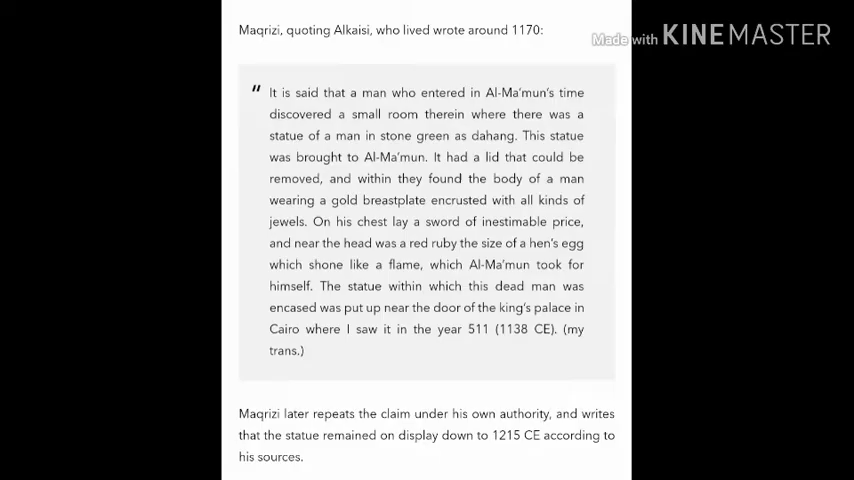 Maqrizi, quoting Alkaisi, who lived wrote around 1170:
Made with KINEMASTER
" It is said that a man who entered in Al-Ma'mun's time
discovered a small room therein where there was a
statue of a man in stone green as dahang. This statue
was brought to Al-Ma'mun. It had a lid that could be
removed, and within they found the body of a man
wearing a gold breastplate encrusted with all kinds of
jewels. On his chest lay a sword of inestimable price,
and near the head was a red ruby the size of a hen's egg
which shone like a flame, which Al-Ma'mun took for
himself. The statue within which this dead man was
encased was put up near the door of the king's palace in
Cairo where I saw it in the year 511 (1138 CE). (my
trans.)
Maqrizi later repeats the claim under his own authority, and writes
that the statue remained on display down to 1215 CE according to
his sources.